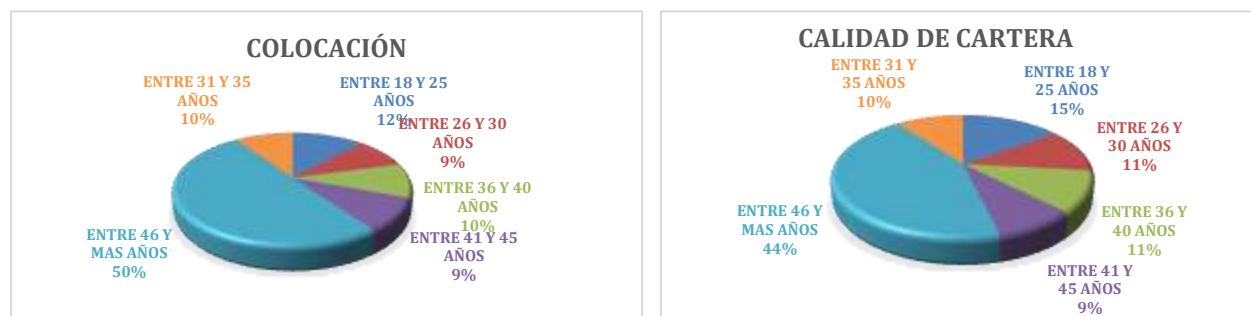 COLOCACIÓN
ENTRE 31 Y 35
AÑOS
10%
ENTRE 18 Y 25
AÑOS
12%
ENTRE 26 Y 30
AÑOS
9%
ENTRE 36 Y 40
AÑOS
10%
ENTRE 41 Y 45
AÑOS
9%
ENTRE 46 Y
MAS AÑOS
50%
CALIDAD DE CARTERA
ENTRE 31 Y
35 AÑOS
10%
ENTRE 18 Y
25 AÑOS
15%
ENTRE 26 Y
30 AÑOS
11%
ENTRE 36 Y
40 AÑOS
11%
ENTRE 41 Y
45 AÑOS
9%
ENTRE 46 Y
MAS AÑOS
44%